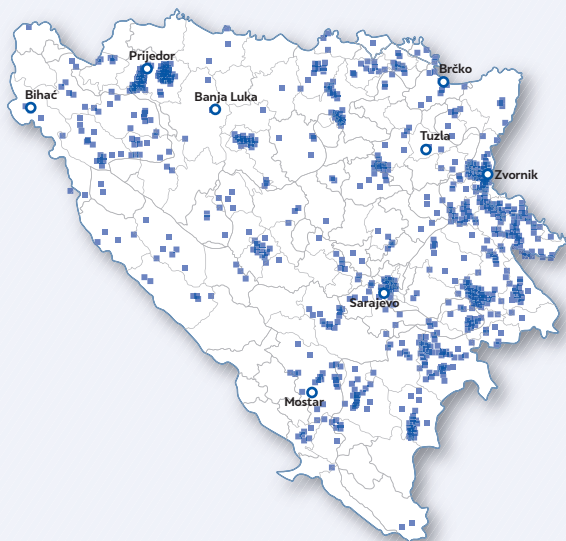 Prijedor
Brčko
Bihać
Banja Luka
Tuzla
Zvornik
Sarajevo
Mostar